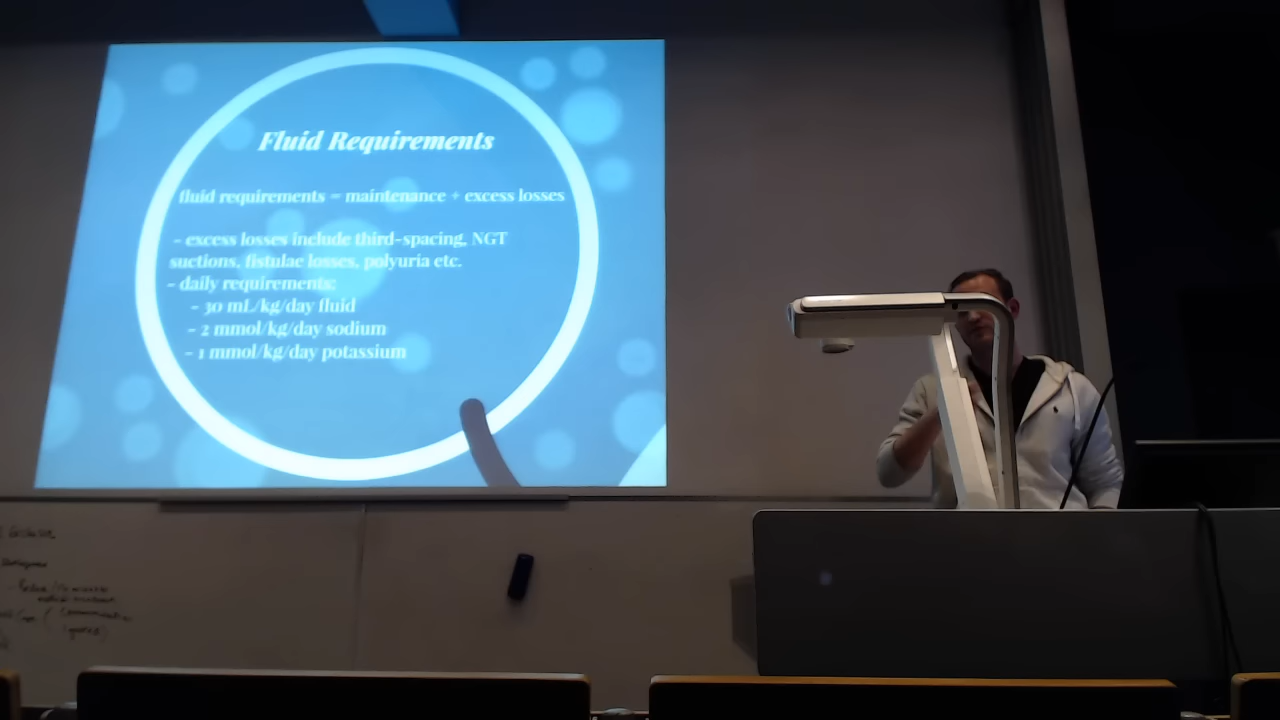 Fluid Requirements
fluid requirements = maintenance + excess losses
- excess losses include third-spacing, NGT
suctions, fistulae losses, polyuria etc.
- daily requirements:
- 30 mL/kg/day fluid
- 2 mmol/kg/day sodium
- 1 mmol/kg/day potassium